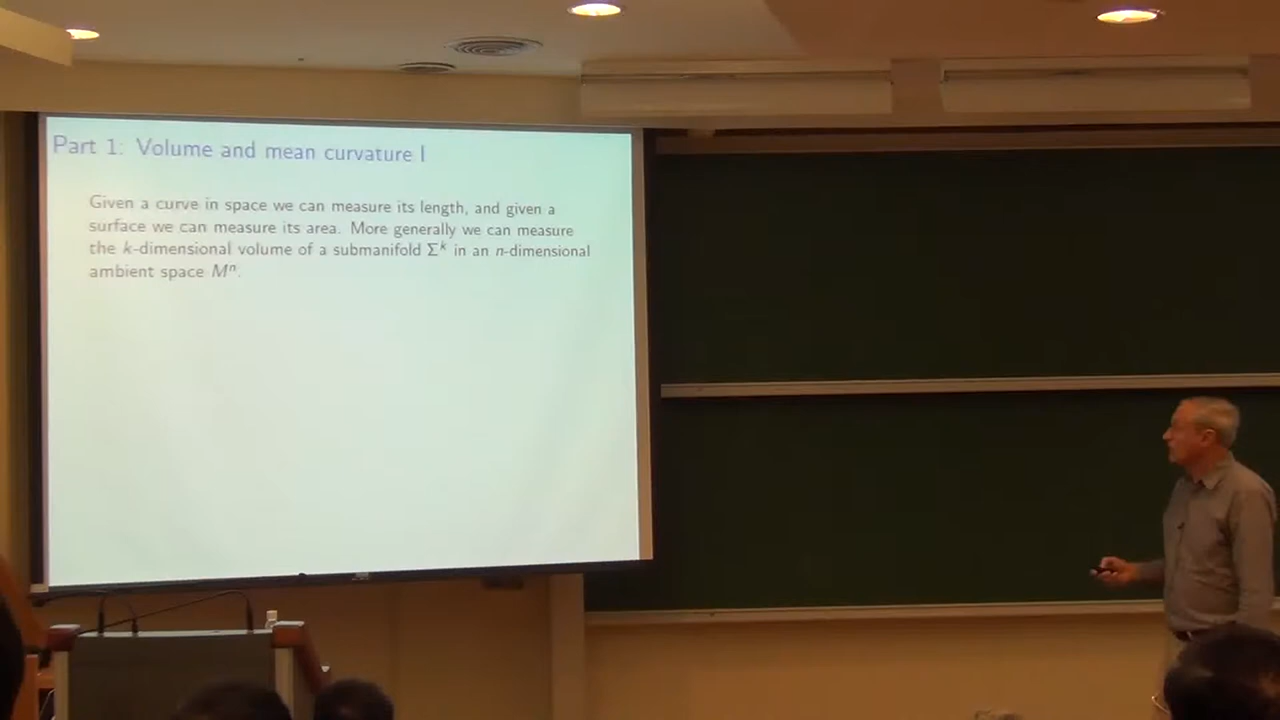 Part 1: Volume and mean curvature I
Given a curve in space we can measure its length, and given a
surface we can measure its area. More generally we can measure
the k-dimensional volume of a submanifold Σᵏ in an n-dimensional
ambient space Mⁿ.